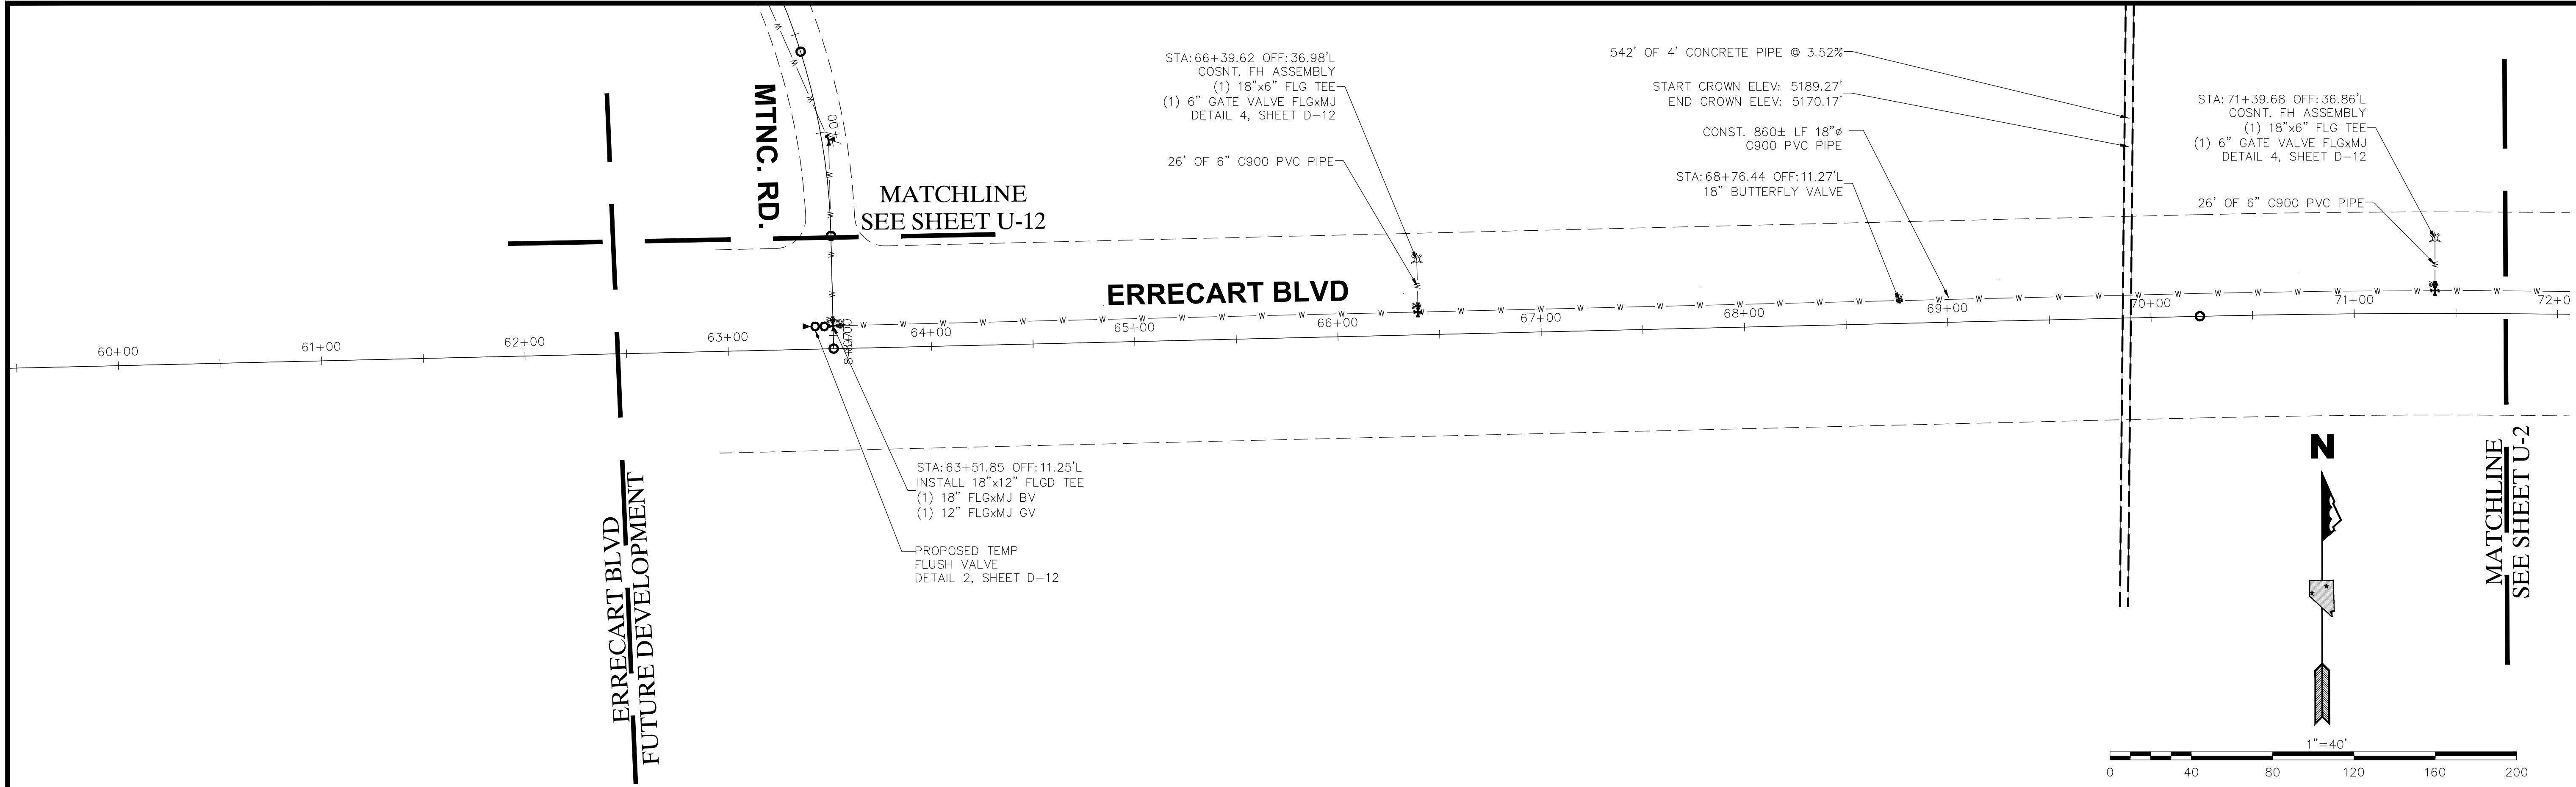 STA:66+39.62 OFF:36.98'L
COSNT. FH ASSEMBLY
(1) 18"x6" FLG TEE
(1) 6" GATE VALVE FLGxMJ
DETAIL 4, SHEET D-12
26' OF 6" C900 PVC PIPE
542' OF 4' CONCRETE PIPE @ 3.52%
START CROWN ELEV: 5189.27'
END CROWN ELEV: 5170.17'
CONST. 860± LF 18"ø
C900 PVC PIPE
STA:68+76.44 OFF:11.27'L
18" BUTTERFLY VALVE
STA:71+39.68 OFF:36.86'L
COSNT. FH ASSEMBLY
(1) 18"x6" FLG TEE
(1) 6" GATE VALVE FLGxMJ
DETAIL 4, SHEET D-12
26' OF 6" C900 PVC PIPE
MTNC. RD.
7+00
MATCHLINE
SEE SHEET U-12
ERRECART BLVD
60+00
61+00
62+00
63+00
64+00
65+00
66+00
67+00
68+00
69+00
70+00
71+00
72+0
STA:63+51.85 OFF:11.25'L
INSTALL 18"x12" FLGD TEE
(1) 18" FLGxMJ BV
(1) 12" FLGxMJ GV
PROPOSED TEMP
FLUSH VALVE
DETAIL 2, SHEET D-12
ERRECART BLVD
FUTURE DEVELOPMENT
MATCHLINE
SEE SHEET U-2
N
1"=40'
0 40 80 120 160 200